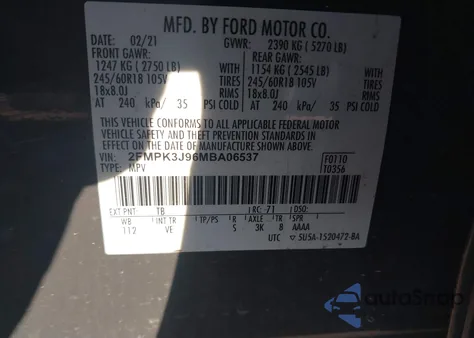 MFD. BY FORD MOTOR CO.
DATE: 02/21 GVWR: 2390 KG ( 5270 LB)
FRONT GAWR: REAR GAWR:
1247 KG ( 2750 LB) WITH 1154 KG ( 2545 LB) WITH
245/60R18 105V TIRES 245/60R18 105V TIRES
18x8.0J RIMS 18x8.0J RIMS
AT 240 kPa/ 35 PSI COLD AT 240 kPa/ 35 PSI COLD
THIS VEHICLE CONFORMS TO ALL APPLICABLE FEDERAL MOTOR
VEHICLE SAFETY AND THEFT PREVENTION STANDARDS IN EFFECT
ON THE DATE OF MANUFACTURE SHOWN ABOVE.
VIN: 2FMPK3J96MBA06537 F0110
TYPE: MPV T0356
EXT PNT: TB RC: 71 DSO:
WB INT TR TP/PS R AXLE TR SPR
112 VE S 3K 8 AAAA
UTC 5U5A-1520472-BA
autoSnap